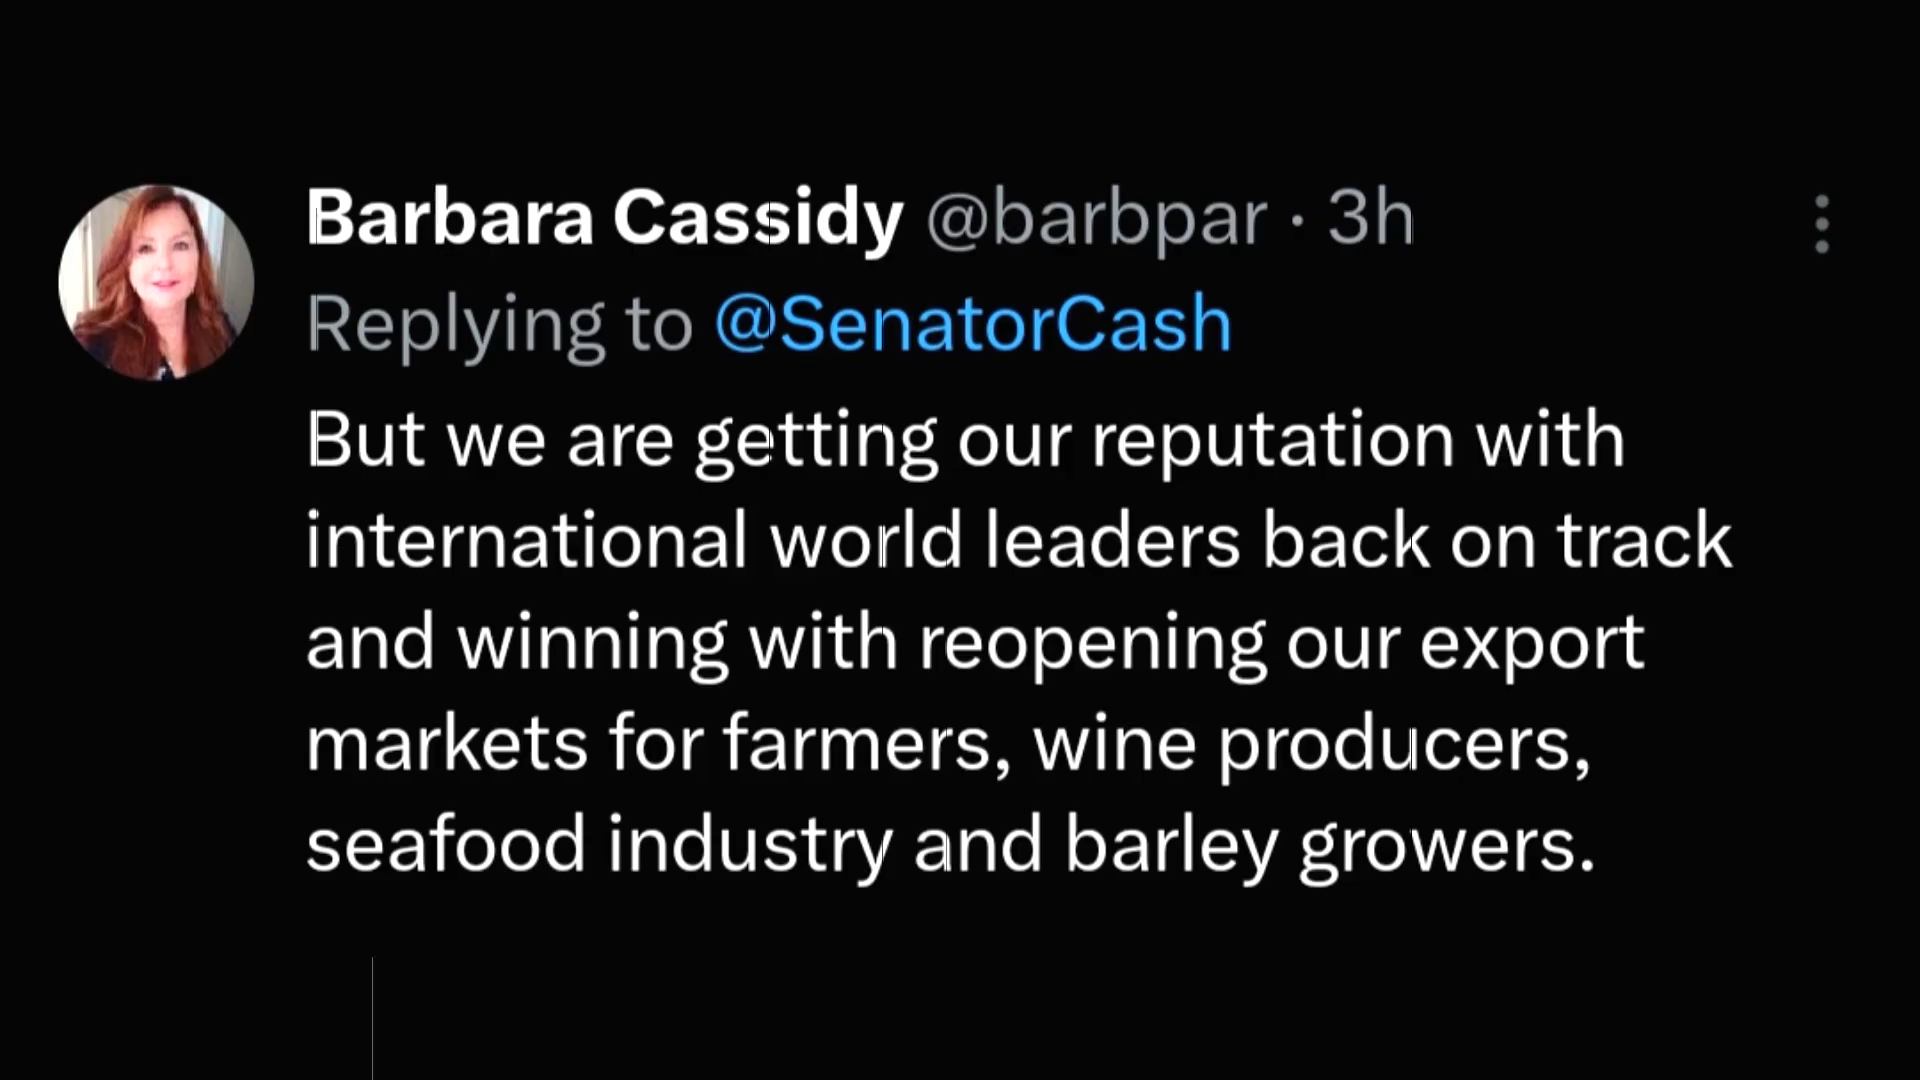 Barbara Cassidy @barbpar · 3h
Replying to @SenatorCash
But we are getting our reputation with
international world leaders back on track
and winning with reopening our export
markets for farmers, wine producers,
seafood industry and barley growers.